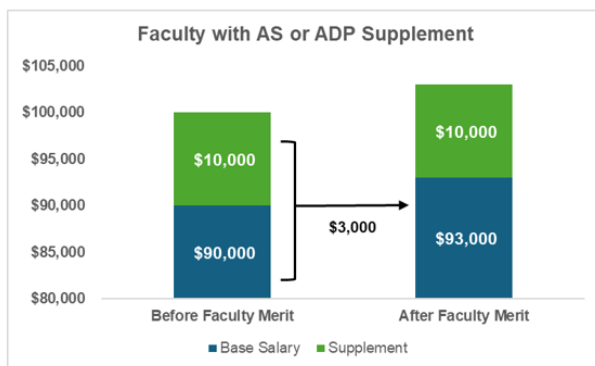 Faculty with AS or ADP Supplement
$105,000
$100,000
$95,000
$90,000
$85,000
$80,000
$10,000
$90,000
$3,000
$10,000
$93,000
Before Faculty Merit
After Faculty Merit
Base Salary
Supplement